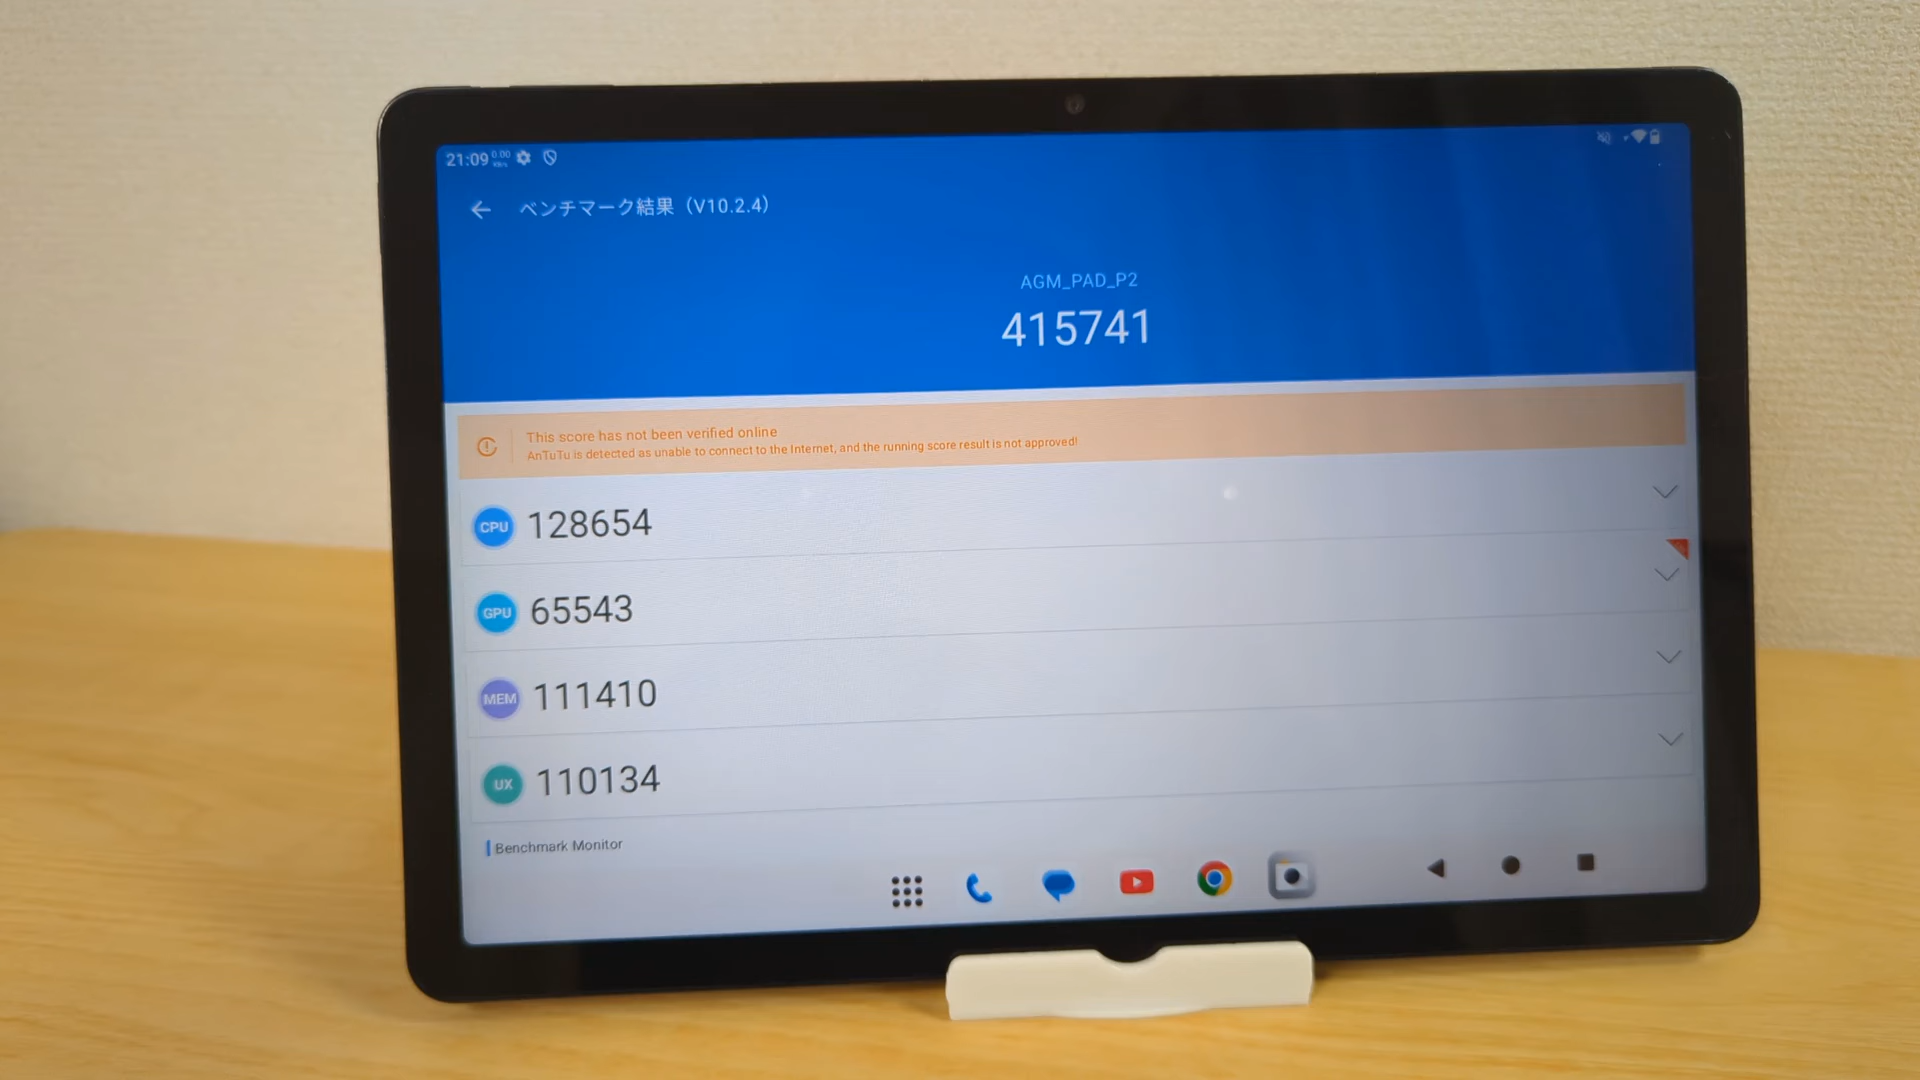 21:09 0.00
ベンチマーク結果（V10.2.4）
AGM_PAD_P2
415741
This score has not been verified online
AnTuTu is detected as unable to connect to the Internet, and the running score result is not approved!
CPU 128654
GPU 65543
MEM 111410
UX 110134
Benchmark Monitor